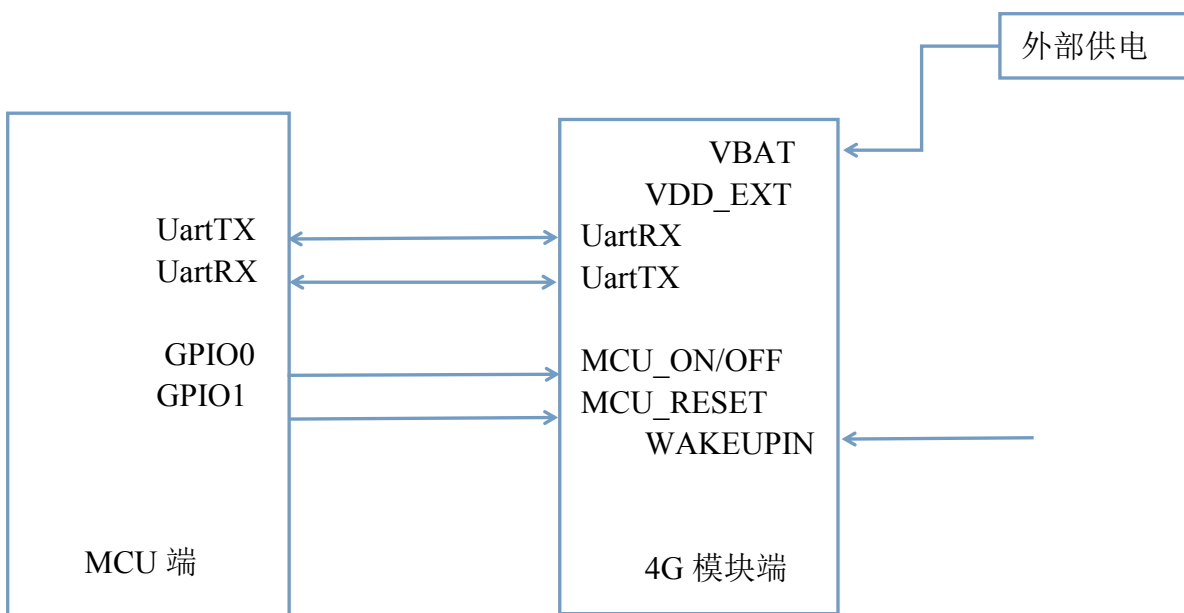 外部供电
VBAT
VDD_EXT
UartTX
UartRX
UartRX
UartTX
GPIO0
MCU_ON/OFF
GPIO1
MCU_RESET
WAKEUPIN
MCU 端
4G 模块端